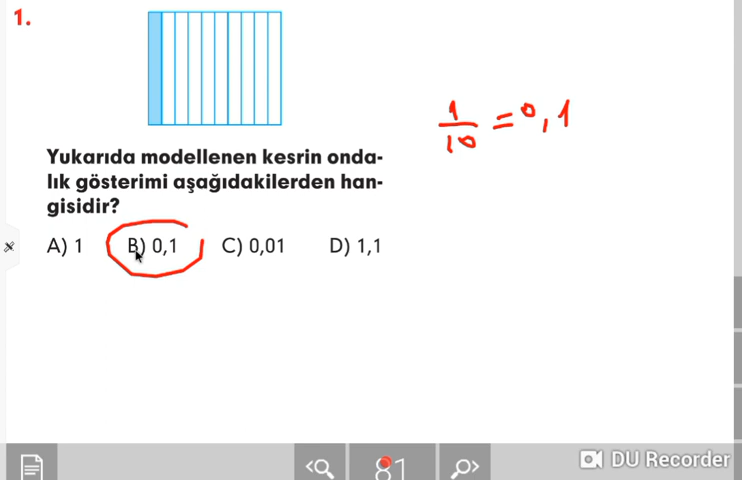 1.
1
10 = 0,1
Yukarıda modellenen kesrin onda-
lık gösterimi aşağıdakilerden han-
gisidir?
A) 1 B) 0,1 C) 0,01 D) 1,1
81
DU Recorder